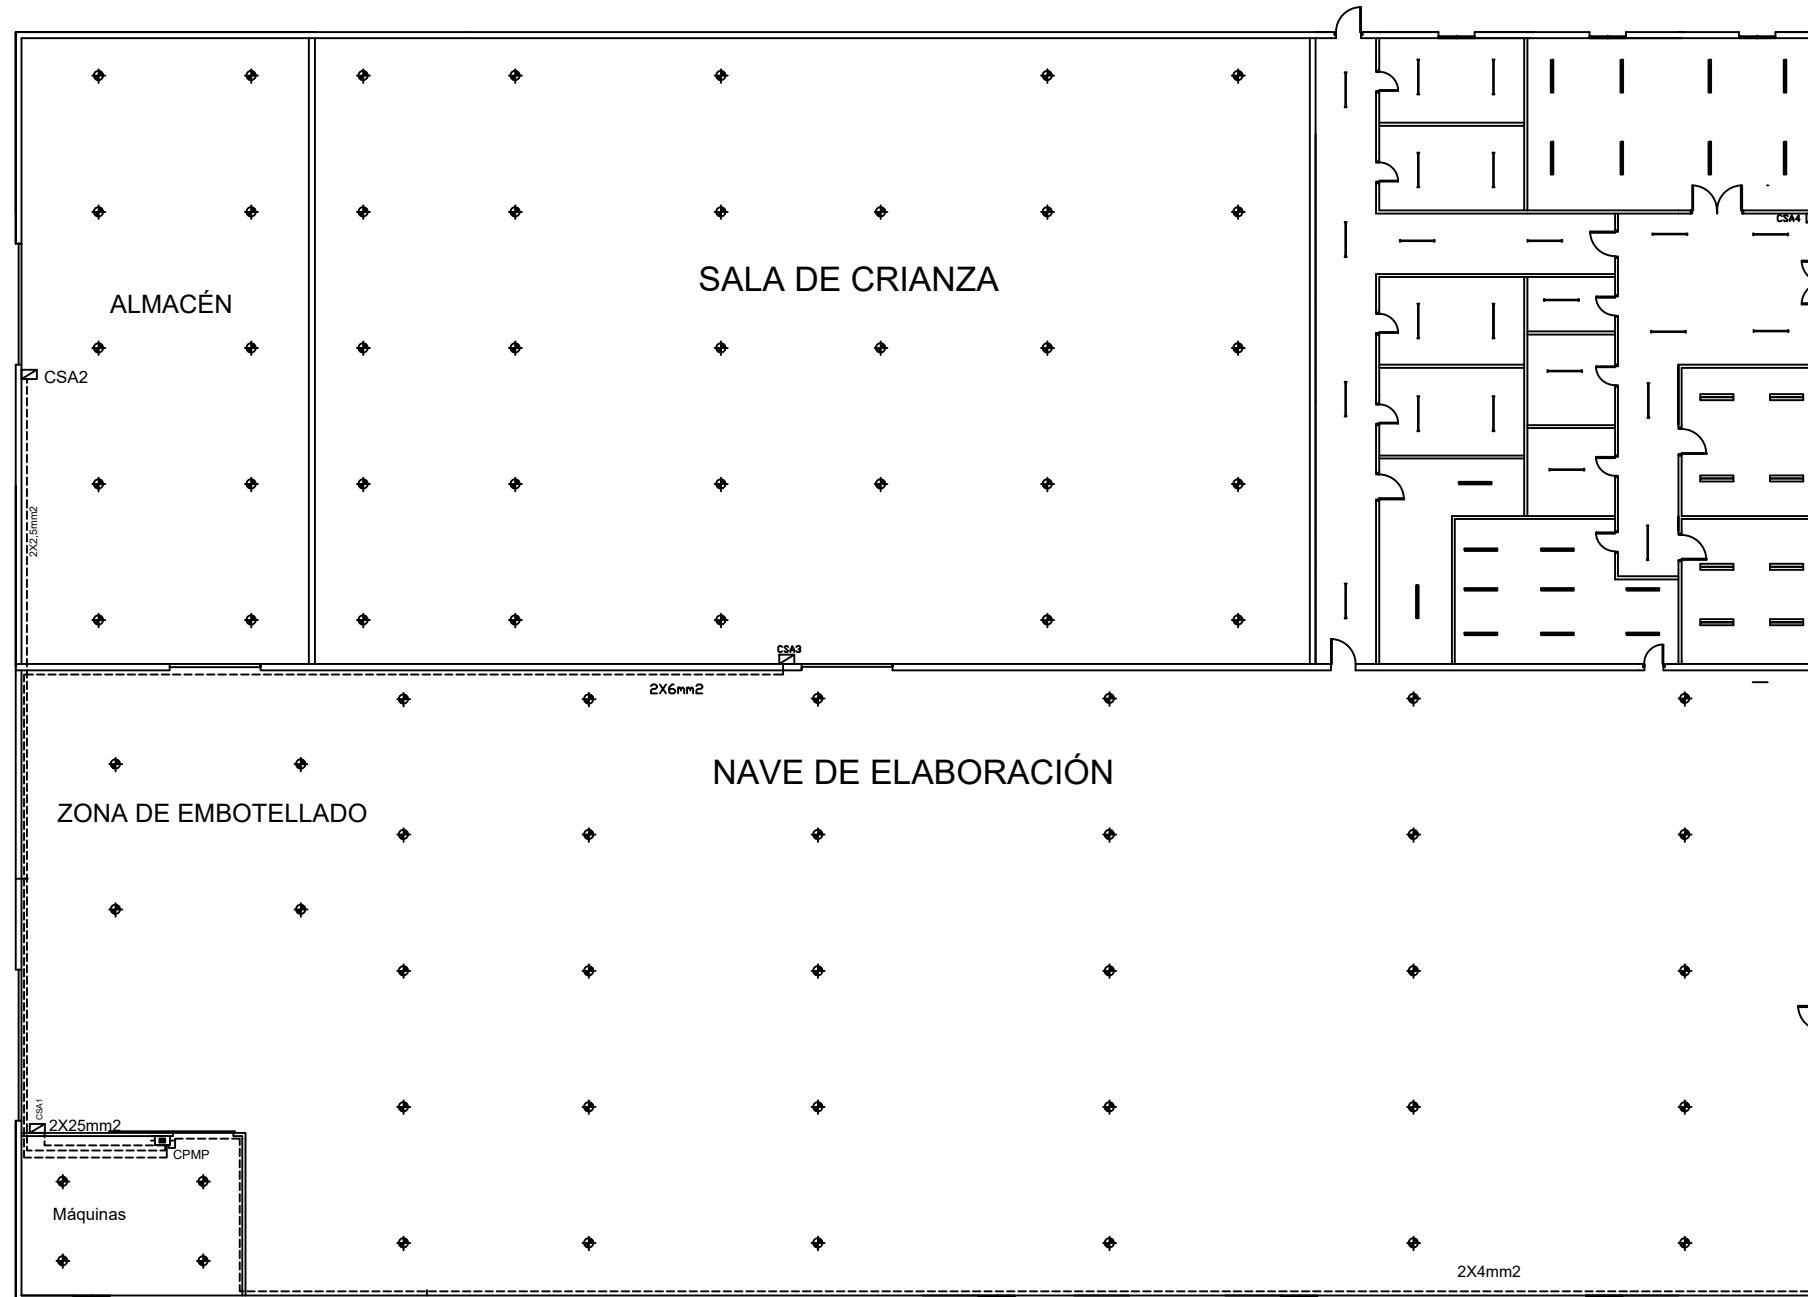 CSA4
SALA DE CRIANZA
ALMACÉN
CSA2
2X2,5mm2
CSA3
2X6mm2
NAVE DE ELABORACIÓN
ZONA DE EMBOTELLADO
CSA1
2X25mm2
CPMP
Máquinas
2X4mm2